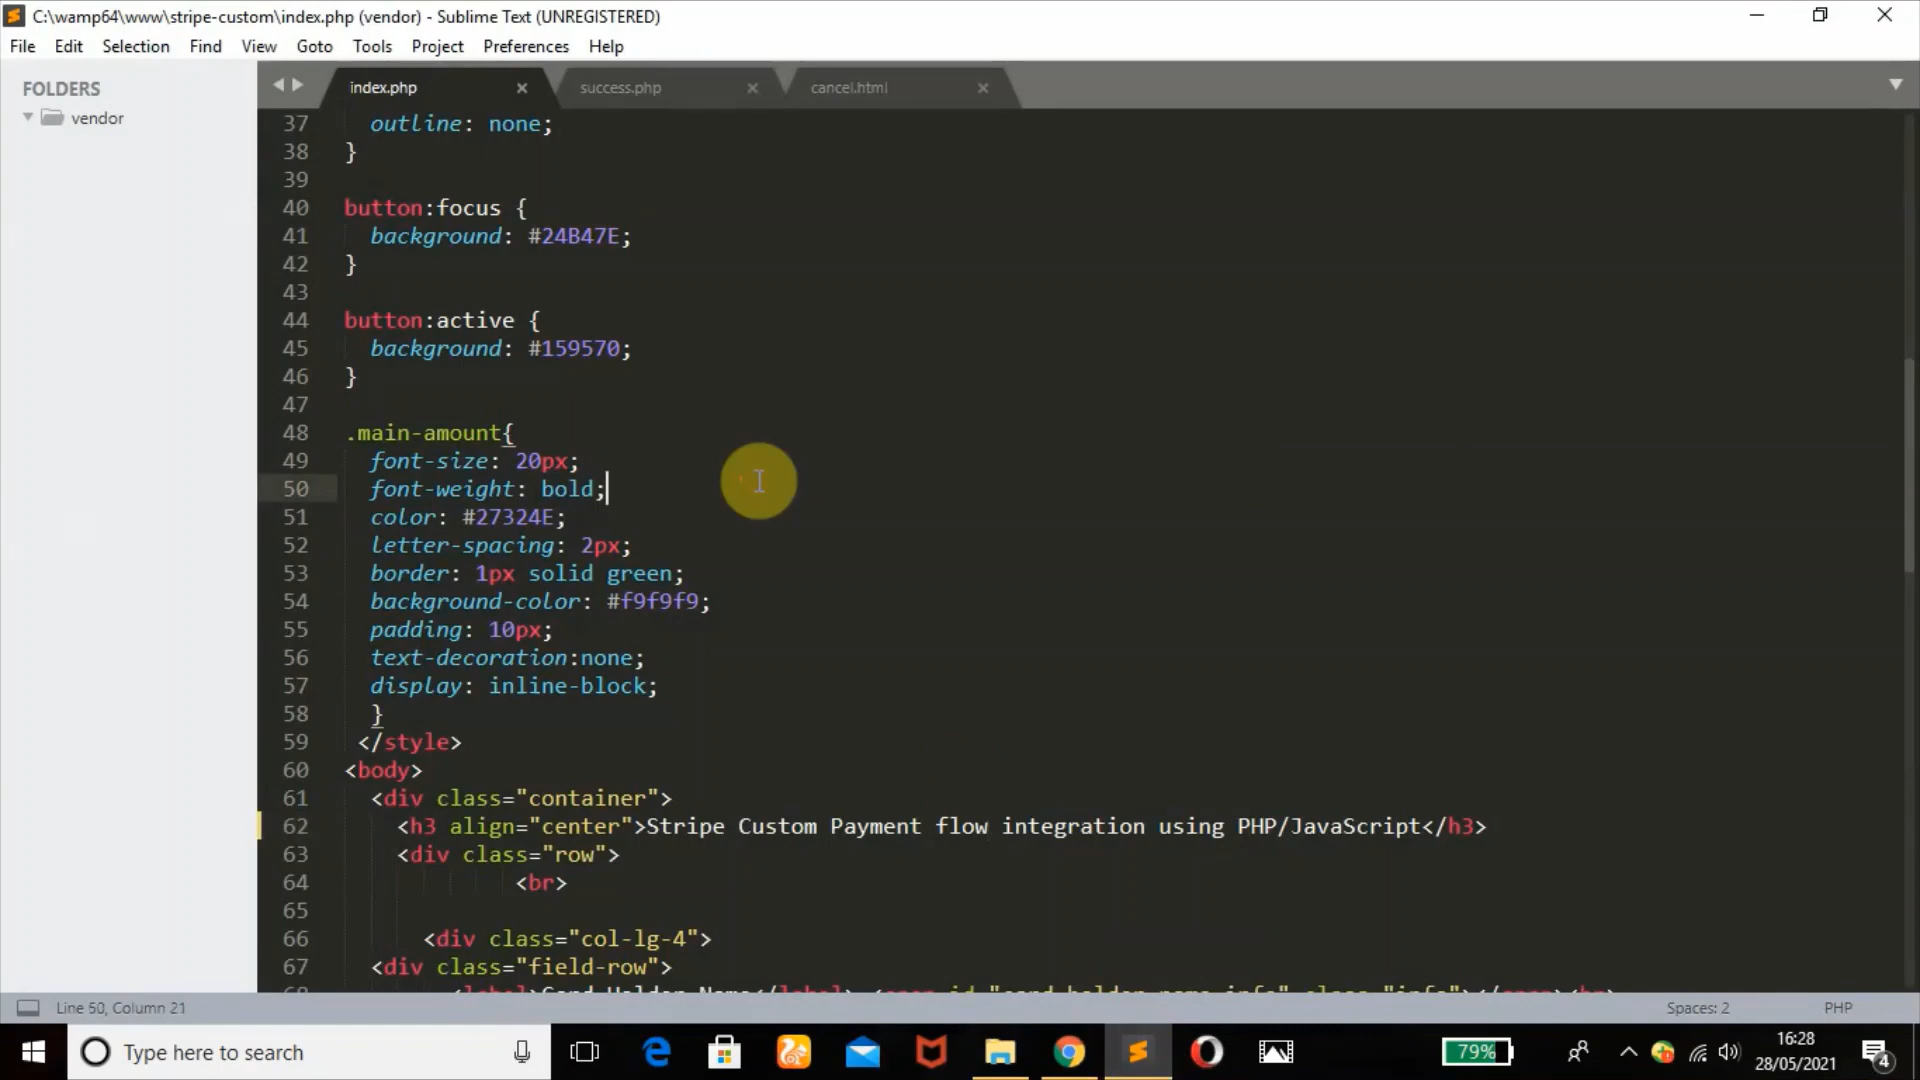 C:\wamp64\www\stripe-custom\index.php (vendor) - Sublime Text (UNREGISTERED)
File Edit Selection Find View Goto Tools Project Preferences Help
FOLDERS
vendor
index.php success.php cancel.html
37 outline: none;
38 }
39
40 button:focus {
41 background: #24B47E;
42 }
43
44 button:active {
45 background: #159570;
46 }
47
48 .main-amount{
49 font-size: 20px;
50 font-weight: bold;
51 color: #27324E;
52 letter-spacing: 2px;
53 border: 1px solid green;
54 background-color: #f9f9f9;
55 padding: 10px;
56 text-decoration:none;
57 display: inline-block;
58 }
59 </style>
60 <body>
61 <div class="container">
62 <h3 align="center">Stripe Custom Payment flow integration using PHP/JavaScript</h3>
63 <div class="row">
64 <br>
65
66 <div class="col-lg-4">
67 <div class="field-row">
Line 50, Column 21 Spaces: 2 PHP
Type here to search
79%
16:28
28/05/2021
4